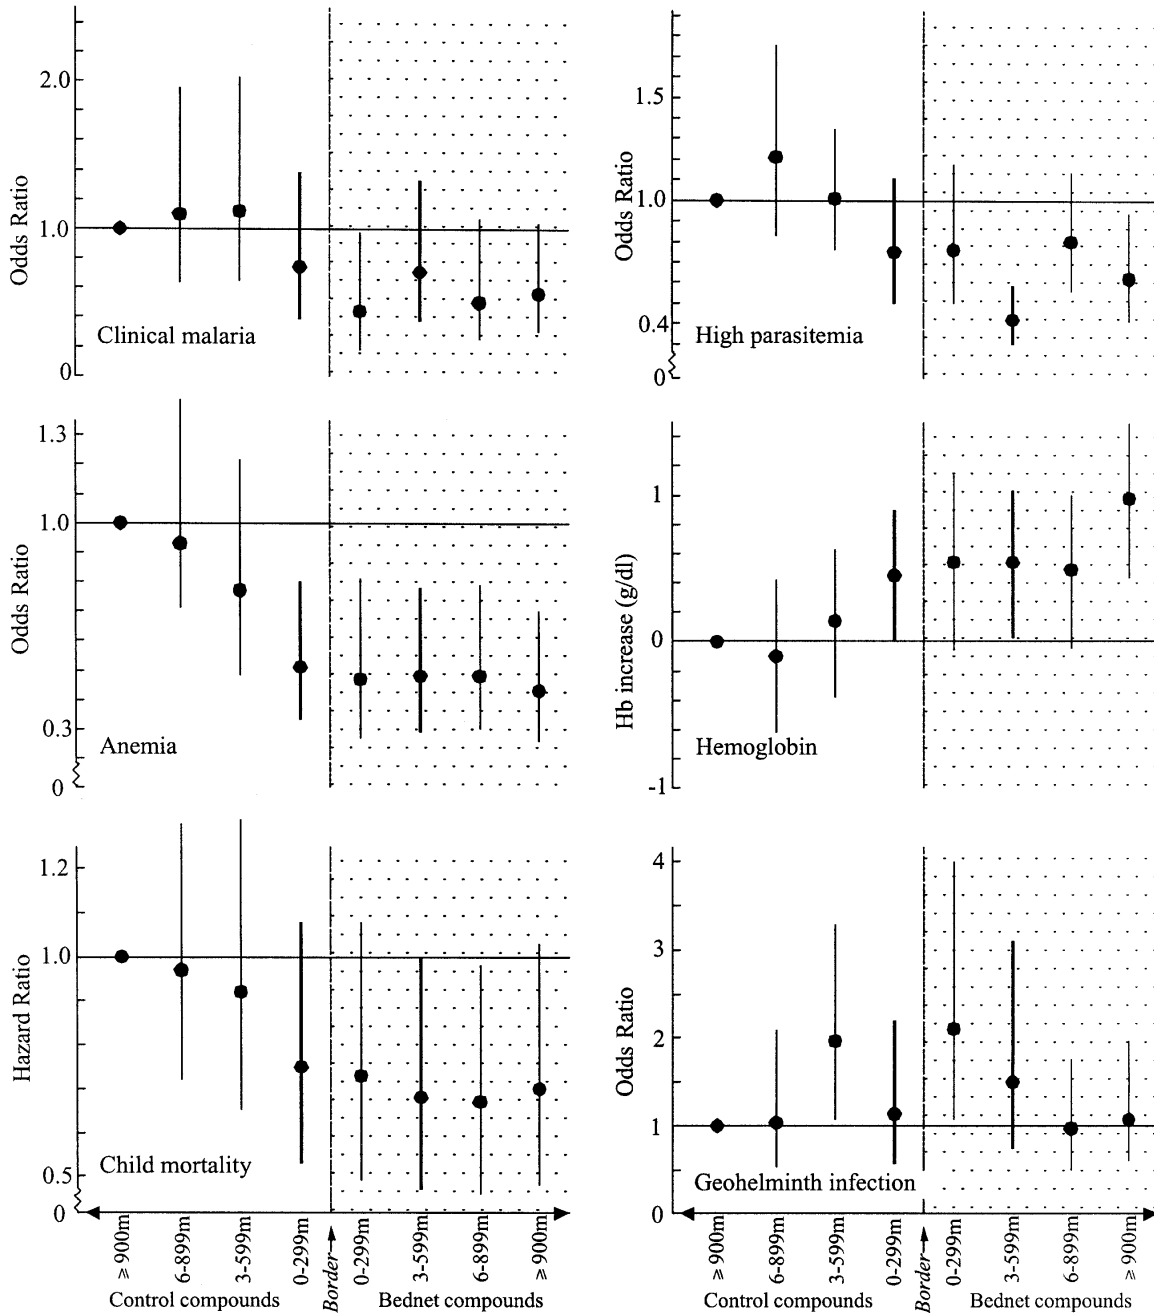 2.0
1.0
0
Odds Ratio
Clinical malaria
1.5
1.0
0.4
0
Odds Ratio
High parasitemia
1.3
1.0
0.3
0
Odds Ratio
Anemia
1
0
-1
Hb increase (g/dl)
Hemoglobin
1.2
1.0
0.5
0
Hazard Ratio
Child mortality
4
3
2
1
0
Odds Ratio
Geohelminth infection
≥900m
6-899m
3-599m
0-299m
Border
0-299m
3-599m
6-899m
≥900m
Control compounds
Bednet compounds
≥900m
6-899m
3-599m
0-299m
Border
0-299m
3-599m
6-899m
≥900m
Control compounds
Bednet compounds